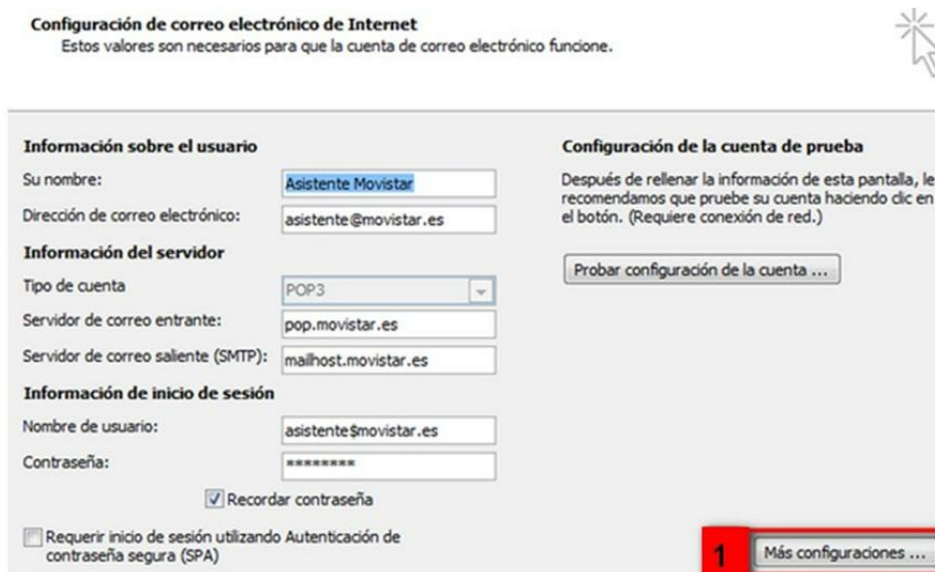 Configuración de correo electrónico de Internet
Estos valores son necesarios para que la cuenta de correo electrónico funcione.
Información sobre el usuario
Su nombre:
Asistente Movistar
Dirección de correo electrónico:
asistente@movistar.es
Información del servidor
Tipo de cuenta
POP3
Servidor de correo entrante:
pop.movistar.es
Servidor de correo saliente (SMTP):
mailhost.movistar.es
Información de inicio de sesión
Nombre de usuario:
asistente$movistar.es
Contraseña:
********
Recordar contraseña
Requerir inicio de sesión utilizando Autenticación de
contraseña segura (SPA)
Configuración de la cuenta de prueba
Después de rellenar la información de esta pantalla, le
recomendamos que pruebe su cuenta haciendo clic en
el botón. (Requiere conexión de red.)
Probar configuración de la cuenta ...
1
Más configuraciones ...